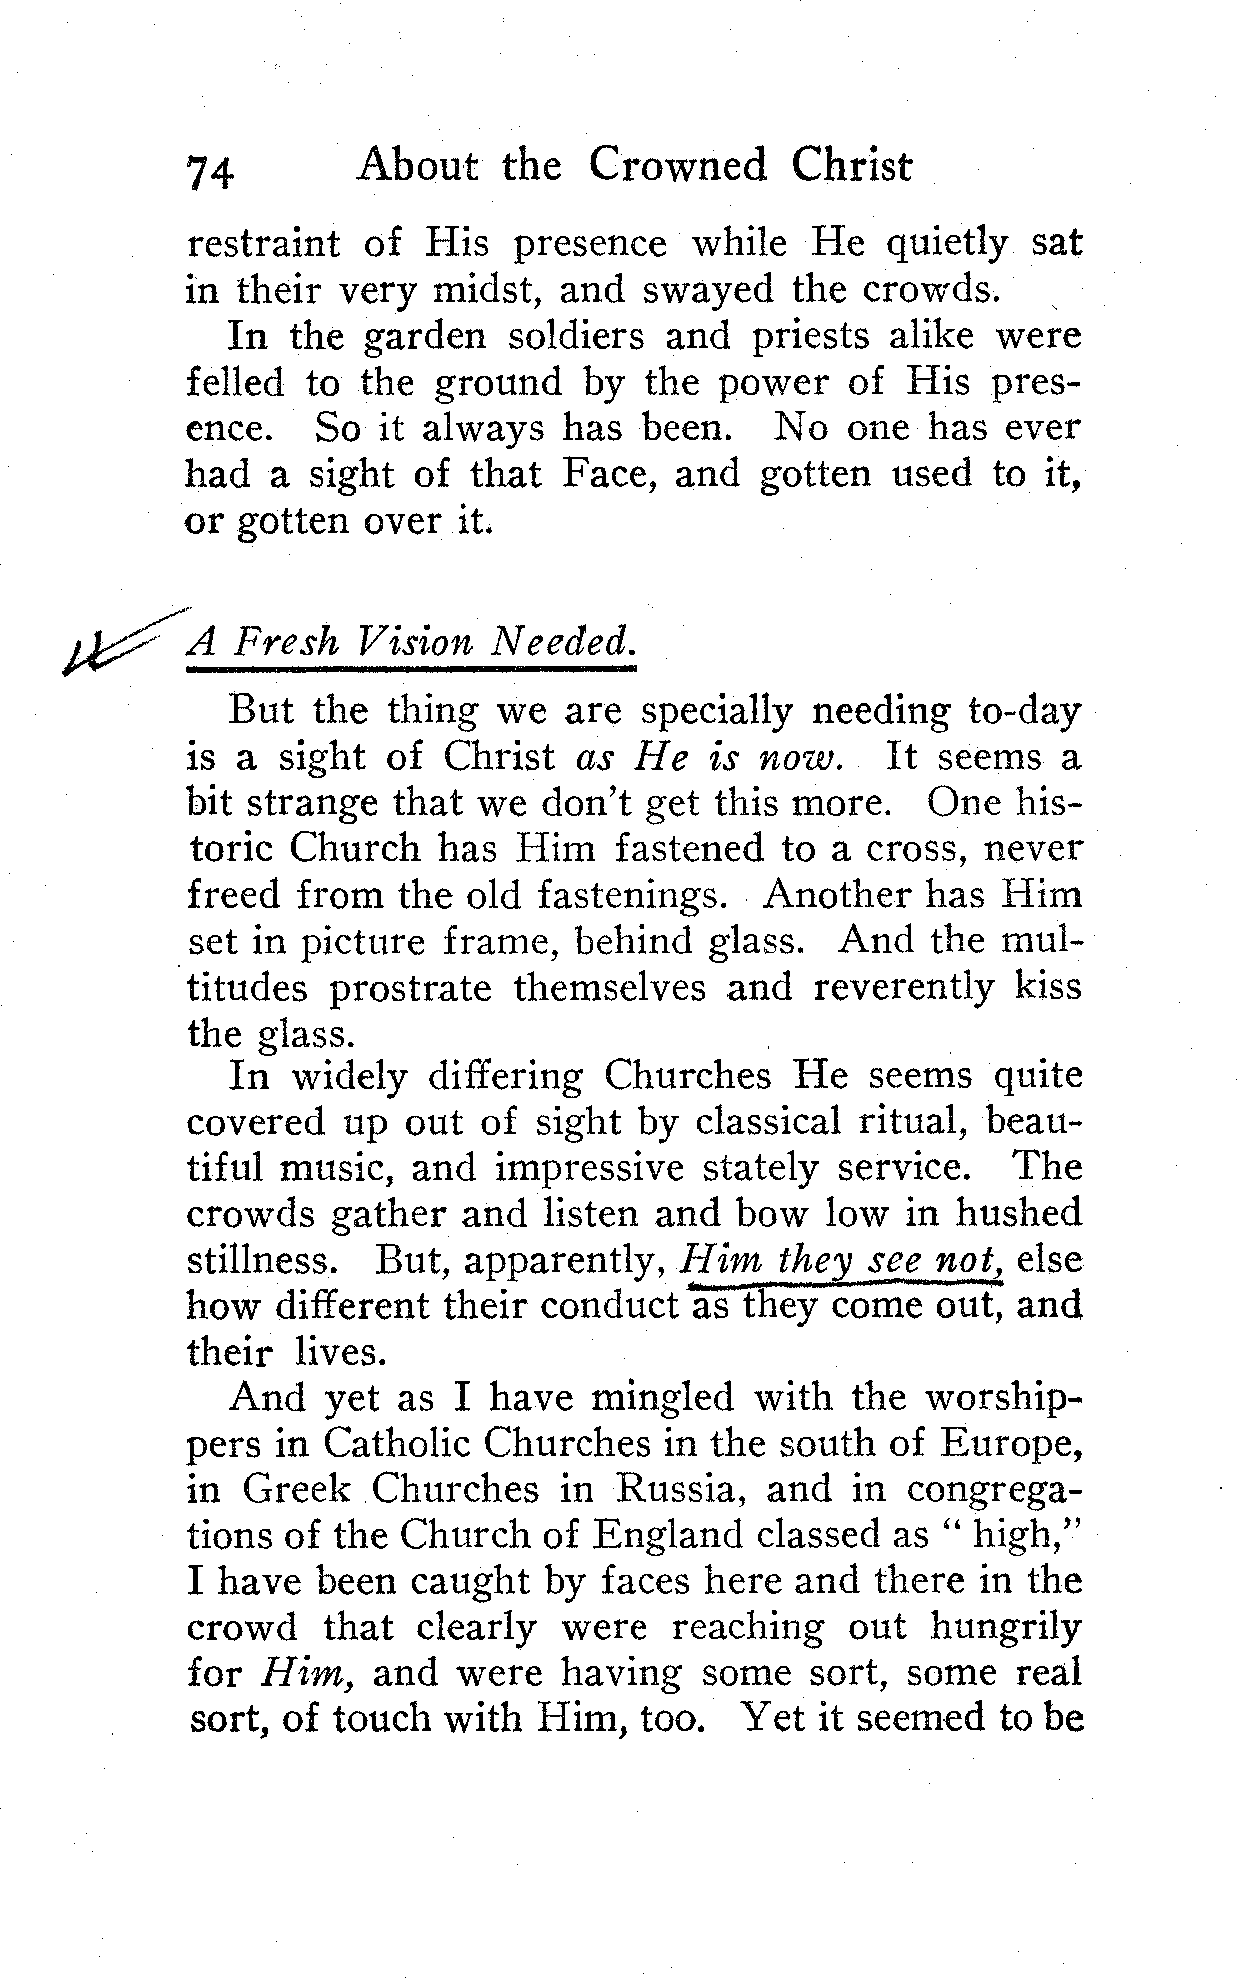 74 About the Crowned Christ
restraint of His presence while He quietly sat
in their very midst, and swayed the crowds.
In the garden soldiers and priests alike were
felled to the ground by the power of His pres-
ence. So it always has been. No one has ever
had a sight of that Face, and gotten used to it,
or gotten over it.
A Fresh Vision Needed.
But the thing we are specially needing to-day
is a sight of Christ as He is now. It seems a
bit strange that we don't get this more. One his-
toric Church has Him fastened to a cross, never
freed from the old fastenings. Another has Him
set in picture frame, behind glass. And the mul-
titudes prostrate themselves and reverently kiss
the glass.
In widely differing Churches He seems quite
covered up out of sight by classical ritual, beau-
tiful music, and impressive stately service. The
crowds gather and listen and bow low in hushed
stillness. But, apparently, Him they see not, else
how different their conduct as they come out, and
their lives.
And yet as I have mingled with the worship-
pers in Catholic Churches in the south of Europe,
in Greek Churches in Russia, and in congrega-
tions of the Church of England classed as " high,"
I have been caught by faces here and there in the
crowd that clearly were reaching out hungrily
for Him, and were having some sort, some real
sort, of touch with Him, too. Yet it seemed to be